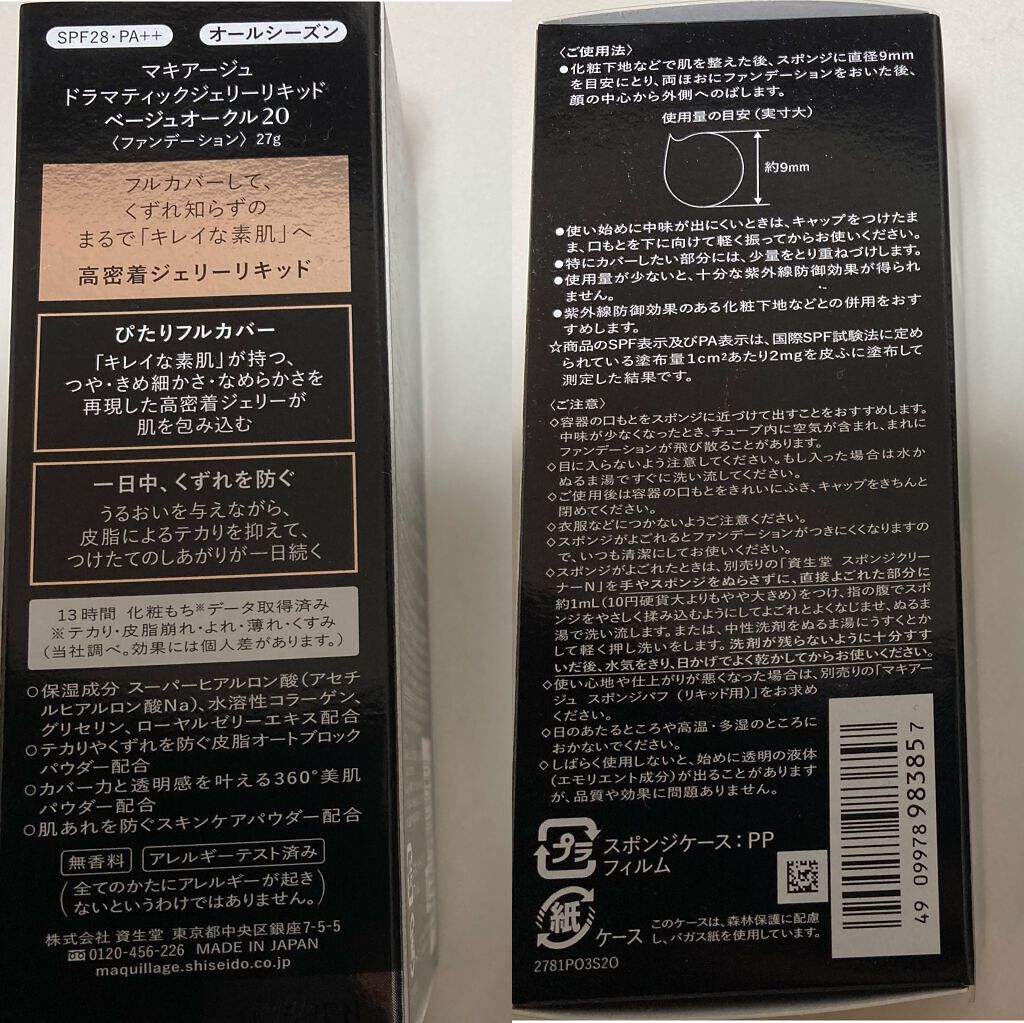 SPF28・PA++
オールシーズン
マキアージュ
ドラマティックジェリーリキッド
ベージュオークル20
〈ファンデーション〉 27g
フルカバーして、
くずれ知らずの
まるで「キレイな素肌」へ
高密着ジェリーリキッド
ぴたりフルカバー
「キレイな素肌」が持つ、
つや・きめ細かさ・なめらかさを
再現した高密着ジェリーが
肌を包み込む
一日中、くずれを防ぐ
うるおいを与えながら、
皮脂によるテカリを抑えて、
つけたてのしあがりが一日続く
13時間 化粧もち※データ取得済み
※テカリ・皮脂崩れ・よれ・薄れ・くすみ
（当社調べ。効果には個人差があります。）
○保湿成分 スーパーヒアルロン酸（アセチ
ルヒアルロン酸Na）、水溶性コラーゲン、
グリセリン、ローヤルゼリーエキス配合
○テカリやくずれを防ぐ皮脂オートブロック
パウダー配合
○カバー力と透明感を叶える360°美肌
パウダー配合
○肌あれを防ぐスキンケアパウダー配合
無香料 アレルギーテスト済み
（全てのかたにアレルギーが起き
ないというわけではありません。）
株式会社 資生堂 東京都中央区銀座7-5-5
0120-456-226 MADE IN JAPAN
maquillage.shiseido.co.jp
〈ご使用法〉
●化粧下地などで肌を整えた後、スポンジに直径9mm
を目安にとり、両ほおにファンデーションをおいた後、
顔の中心から外側へのばします。
使用量の目安（実寸大）
約9mm
●使い始めに中味が出にくいときは、キャップをつけたま
ま、口もとを下に向けて軽く振ってからお使いください。
●特にカバーしたい部分には、少量をとり重ねづけします。
●使用量が少ないと、十分な紫外線防御効果が得られ
ません。
●紫外線防御効果のある化粧下地などとの併用をおす
すめします。
☆商品のSPF表示及びPA表示は、国際SPF試験法に定め
られている塗布量1cm²あたり2mgを皮ふに塗布して
測定した結果です。
〈ご注意〉
◇容器の口もとをスポンジに近づけて出すことをおすすめします。
中味が少なくなったとき、チューブ内に空気が含まれ、まれに
ファンデーションが飛び散ることがあります。
◇目に入らないよう注意してください。もし入った場合は水か
ぬるま湯ですぐに洗い流してください。
◇ご使用後は容器の口もとをきれいにふき、キャップをきちんと
閉めてください。
◇衣服などにつかないようご注意ください。
◇スポンジがよごれるとファンデーションがつきにくくなりますの
で、いつも清潔にしてお使いください。
◇スポンジがよごれたときは、別売りの「資生堂 スポンジクリー
ナーN」を手やスポンジをぬらさずに、直接よごれた部分に
約1mL（10円硬貨大よりもやや大きめ）をつけ、指の腹でスポ
ンジをやさしく揉み込むようにしてよごれとよくなじませ、ぬるま
湯で洗い流します。または、中性洗剤をぬるま湯にうすくとか
して軽く押し洗いをします。洗剤が残らないように十分すす
いだ後、水気をきり、日かげでよく乾かしてからお使いください。
◇使い心地や仕上がりが悪くなった場合は、別売りの「マキアー
ジュ スポンジパフ（リキッド用）」をお求め
ください。
◇日のあたるところや高温・多湿のところに
おかないでください。
◇しばらく使用しないと、始めに透明の液体
（エモリエント成分）が出ることがあります
が、品質や効果に問題ありません。
プラ
スポンジケース：PP
フィルム
紙
ケース
このケースは、森林保護に配慮
し、バガス紙を使用しています。
2781PO3S2O
49 09978 983857